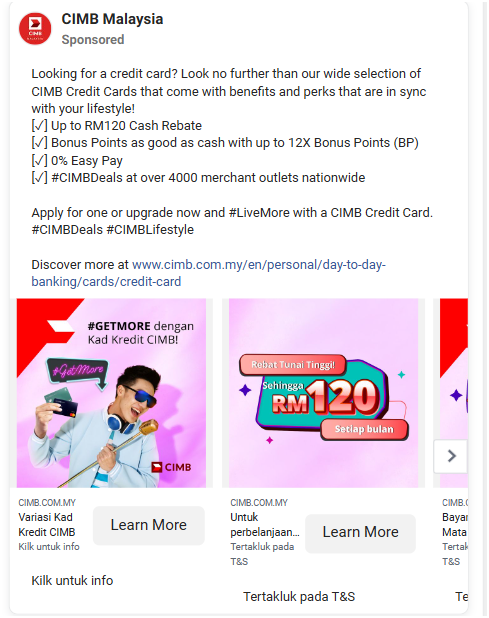 CIMB Malaysia
Sponsored
Looking for a credit card? Look no further than our wide selection of
CIMB Credit Cards that come with benefits and perks that are in sync
with your lifestyle!
[✓] Up to RM120 Cash Rebate
[✓] Bonus Points as good as cash with up to 12X Bonus Points (BP)
[✓] 0% Easy Pay
[✓] #CIMBDeals at over 4000 merchant outlets nationwide
Apply for one or upgrade now and #LiveMore with a CIMB Credit Card.
#CIMBDeals #CIMBLifestyle
Discover more at www.cimb.com.my/en/personal/day-to-day-
banking/cards/credit-card
#GETMORE dengan
Kad Kredit CIMB!
#GetMore
CIMB
Rebat Tunai Tinggi!
Sehingga
RM120
Setiap bulan
CIMB.COM.MY
Variasi Kad
Kredit CIMB
Kilk untuk info
Learn More
Kilk untuk info
CIMB.COM.MY
Untuk
perbelanjaan...
Tertakluk pada
T&S
Learn More
Tertakluk pada T&S
CIMB.
Bayar
Mata
Tertak
T&S
Te